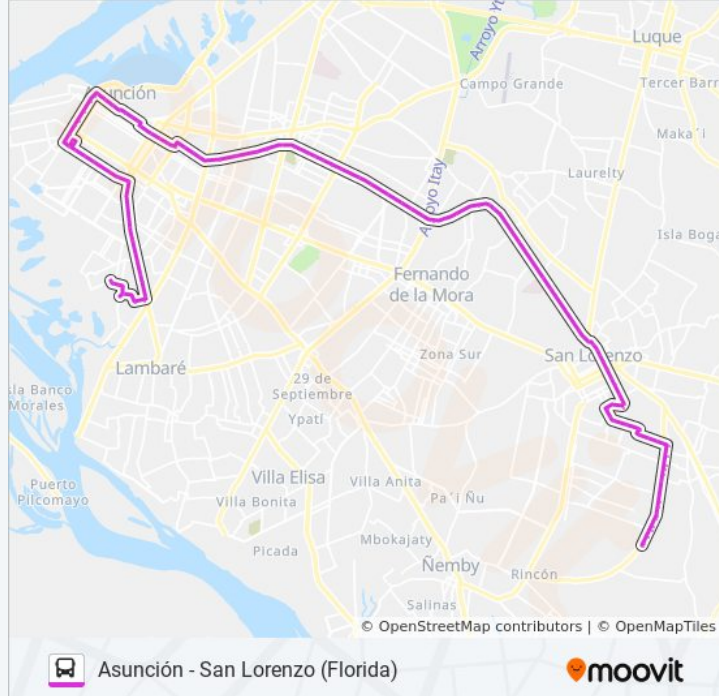 Luque
Arroyo Yt
Asunción
Campo Grande
Tercer Barr
Maka´i
Arroyo Itay
Laurelty
Isla Boga
Fernando
de la Mora
Zona Sur
San Lorenzo
Lambaré
sla Banco
Morales
29 de
Septiembre
Ypatí
Puerto
Pilcomayo
Villa Elisa
Villa Anita
Villa Bonita
Pa´i Ñu
Mbokajaty
Picada
Ñemby
Rincón
Salinas
© OpenStreetMap contributors | © OpenMapTiles
Asunción - San Lorenzo (Florida)
moovit